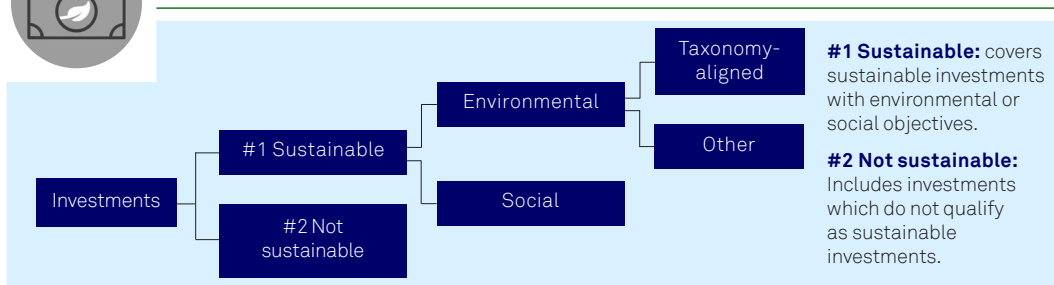 Investments
#1 Sustainable
#2 Not
sustainable
Environmental
Social
Taxonomy-
aligned
Other
#1 Sustainable: covers
sustainable investments
with environmental or
social objectives.
#2 Not sustainable:
Includes investments
which do not qualify
as sustainable
investments.